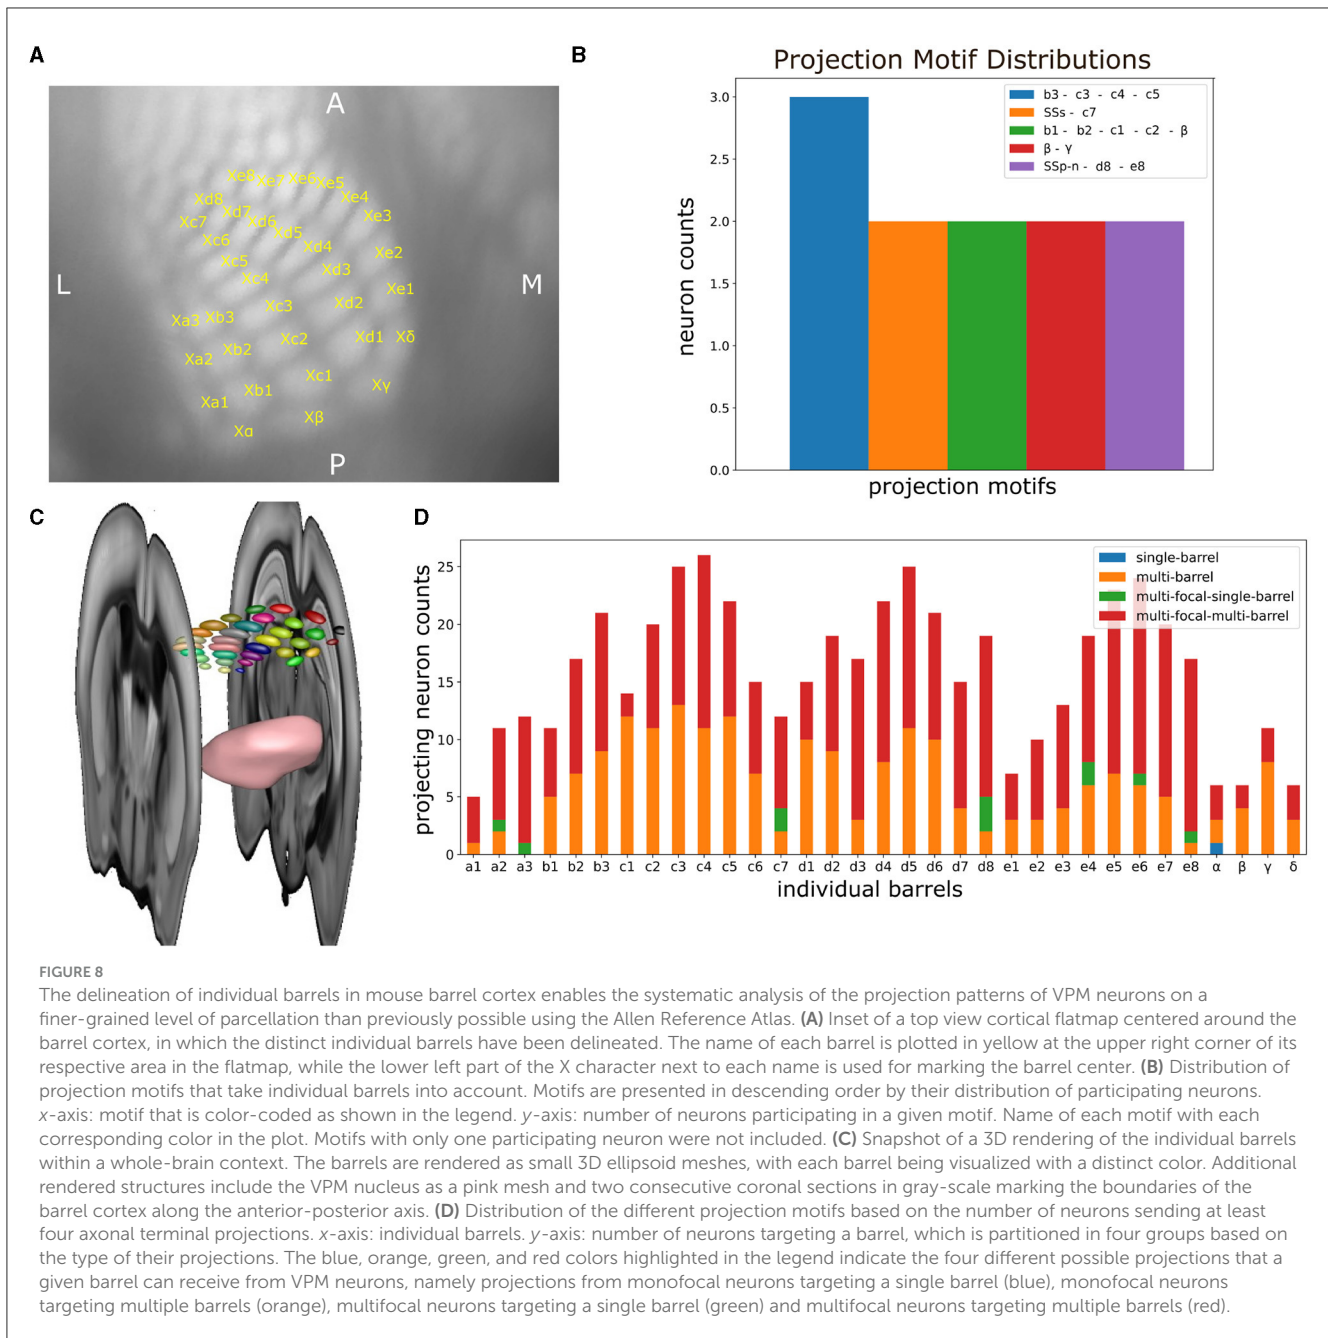 A
A
L
M
P
Xe8
Xe7
Xe6
Xe5
Xe4
Xe3
Xe2
Xe1
Xd8
Xd7
Xd6
Xd5
Xd4
Xd3
Xd2
Xd1
Xδ
Xc7
Xc6
Xc5
Xc4
Xc3
Xc2
Xc1
Xγ
Xa3
Xb3
Xa2
Xb2
Xa1
Xb1
Xβ
Xα
B
Projection Motif Distributions
b3 - c3 - c4 - c5
SSs - c7
b1 - b2 - c1 - c2 - β
β - γ
SSp-n - d8 - e8
neuron counts
3.0
2.5
2.0
1.5
1.0
0.5
0.0
projection motifs
C
D
single-barrel
multi-barrel
multi-focal-single-barrel
multi-focal-multi-barrel
projecting neuron counts
25
20
15
10
5
0
a1 a2 a3 b1 b2 b3 c1 c2 c3 c4 c5 c6 c7 d1 d2 d3 d4 d5 d6 d7 d8 e1 e2 e3 e4 e5 e6 e7 e8 α β γ δ
individual barrels
FIGURE 8
The delineation of individual barrels in mouse barrel cortex enables the systematic analysis of the projection patterns of VPM neurons on a
finer-grained level of parcellation than previously possible using the Allen Reference Atlas. (A) Inset of a top view cortical flatmap centered around the
barrel cortex, in which the distinct individual barrels have been delineated. The name of each barrel is plotted in yellow at the upper right corner of its
respective area in the flatmap, while the lower left part of the X character next to each name is used for marking the barrel center. (B) Distribution of
projection motifs that take individual barrels into account. Motifs are presented in descending order by their distribution of participating neurons.
x-axis: motif that is color-coded as shown in the legend. y-axis: number of neurons participating in a given motif. Name of each motif with each
corresponding color in the plot. Motifs with only one participating neuron were not included. (C) Snapshot of a 3D rendering of the individual barrels
within a whole-brain context. The barrels are rendered as small 3D ellipsoid meshes, with each barrel being visualized with a distinct color. Additional
rendered structures include the VPM nucleus as a pink mesh and two consecutive coronal sections in gray-scale marking the boundaries of the
barrel cortex along the anterior-posterior axis. (D) Distribution of the different projection motifs based on the number of neurons sending at least
four axonal terminal projections. x-axis: individual barrels. y-axis: number of neurons targeting a barrel, which is partitioned in four groups based on
the type of their projections. The blue, orange, green, and red colors highlighted in the legend indicate the four different possible projections that a
given barrel can receive from VPM neurons, namely projections from monofocal neurons targeting a single barrel (blue), monofocal neurons
targeting multiple barrels (orange), multifocal neurons targeting a single barrel (green) and multifocal neurons targeting multiple barrels (red).